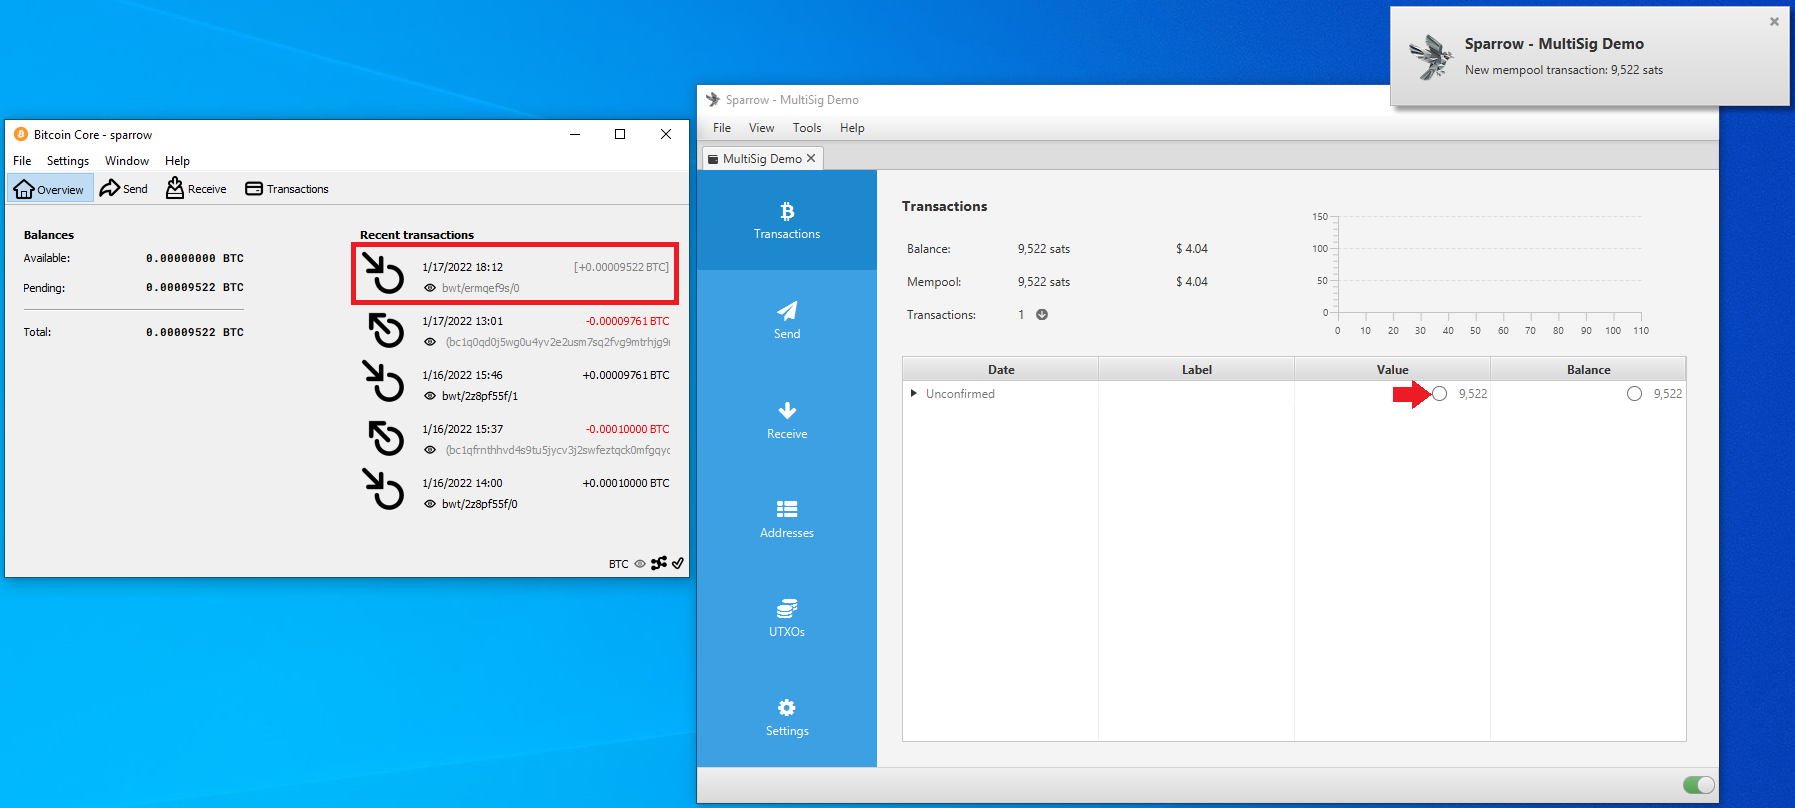 Sparrow - MultiSig Demo
New mempool transaction: 9,522 sats
Bitcoin Core - sparrow
File Settings Window Help
Overview Send Receive Transactions
Balances
Available: 0.00000000 BTC
Pending: 0.00009522 BTC
Total: 0.00009522 BTC
Recent transactions
1/17/2022 18:12 [+0.00009522 BTC]
bwt/ermqef9s/0
1/17/2022 13:01 -0.00009761 BTC
1/16/2022 15:46 +0.00009761 BTC
bwt/2z8pf55f/1
1/16/2022 15:37 -0.00010000 BTC
1/16/2022 14:00 +0.00010000 BTC
bwt/2z8pf55f/0
BTC
Sparrow - MultiSig Demo
File View Tools Help
MultiSig Demo
Transactions
Send
Receive
Addresses
UTXOs
Settings
Transactions
Balance: 9,522 sats $ 4.04
Mempool: 9,522 sats $ 4.04
Transactions: 1
150
100
50
0
0 10 20 30 40 50 60 70 80 90 100 110
Date Label Value Balance
Unconfirmed 9,522 9,522